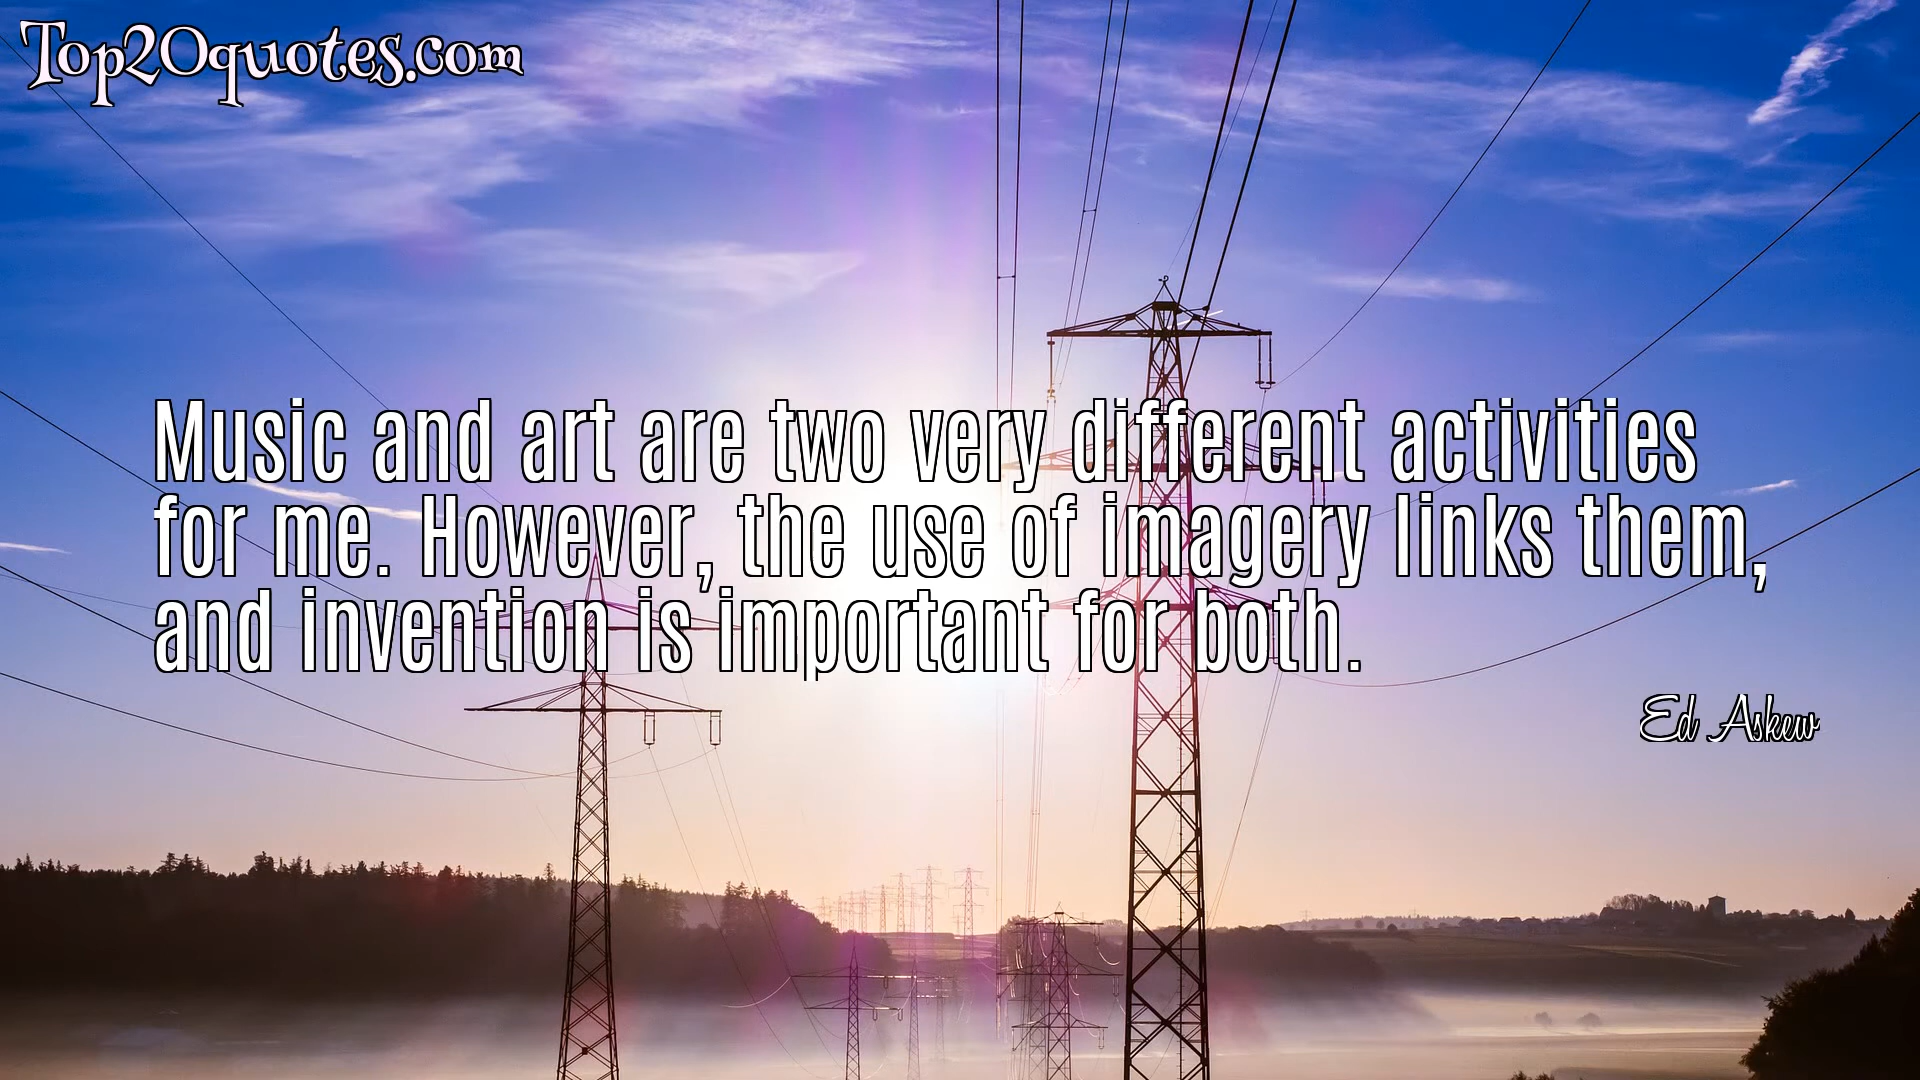 Top20quotes.com
Music and art are two very different activities
for me. However, the use of imagery links them,
and invention is important for both.
Ed Askew